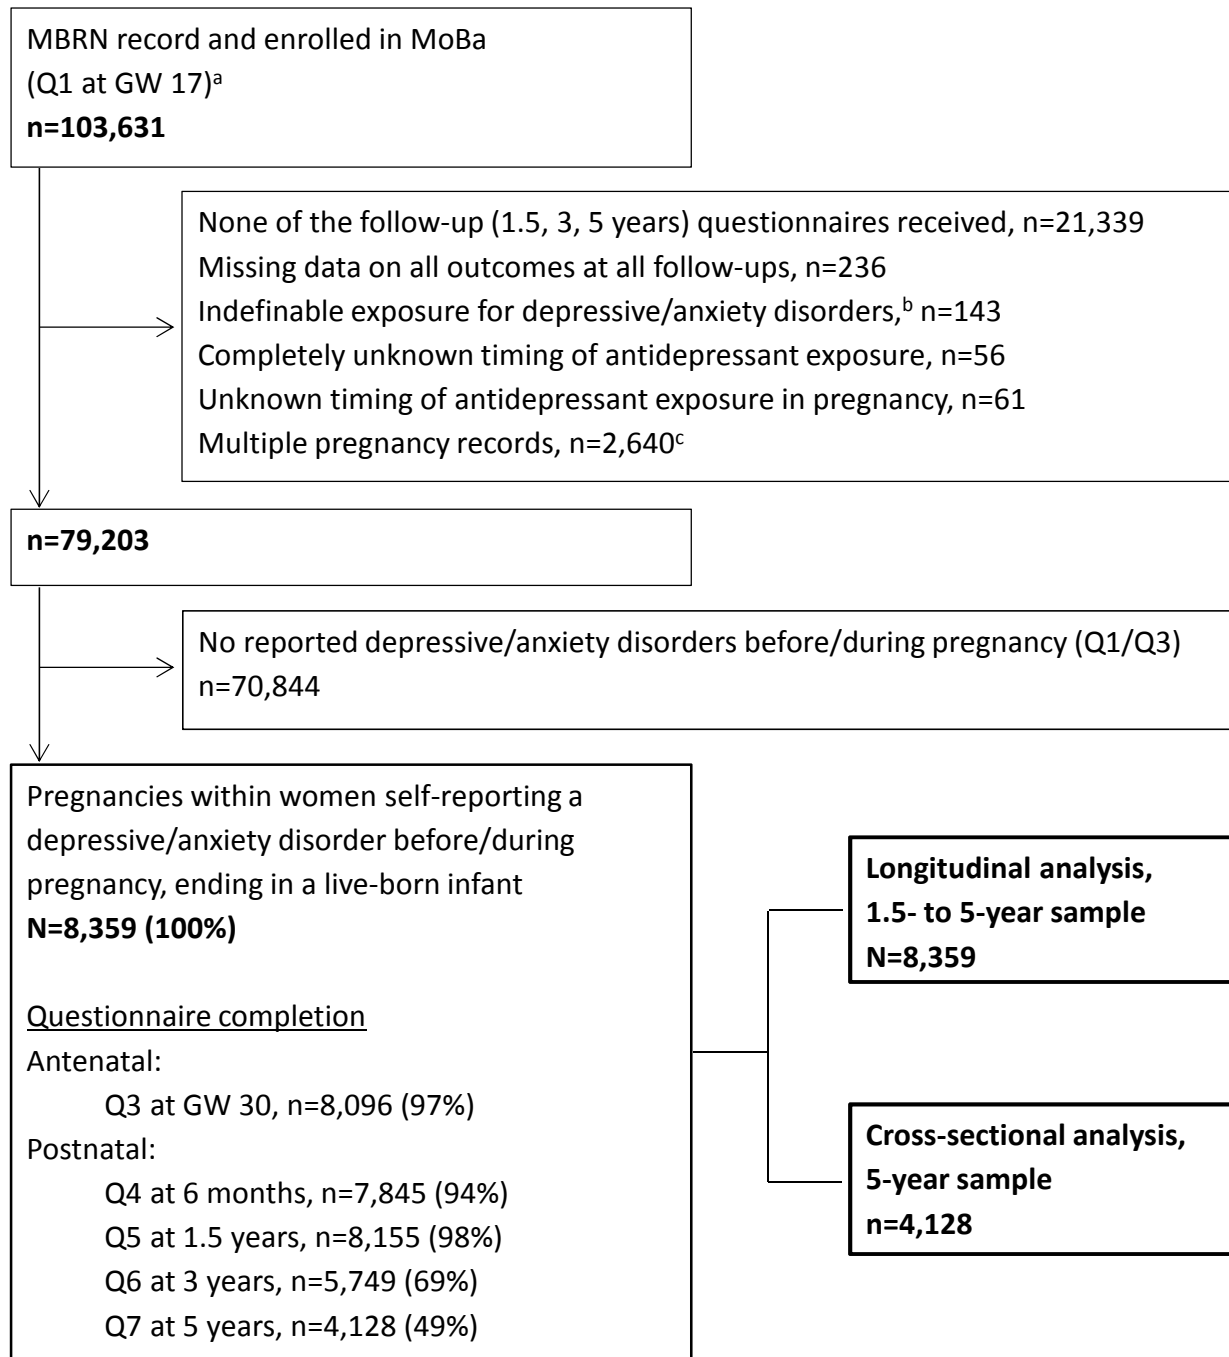 MBRN record and enrolled in MoBa
(Q1 at GW 17)ᵃ
n=103,631
None of the follow-up (1.5, 3, 5 years) questionnaires received, n=21,339
Missing data on all outcomes at all follow-ups, n=236
Indefinable exposure for depressive/anxiety disorders,ᵇ n=143
Completely unknown timing of antidepressant exposure, n=56
Unknown timing of antidepressant exposure in pregnancy, n=61
Multiple pregnancy records, n=2,640ᶜ
n=79,203
No reported depressive/anxiety disorders before/during pregnancy (Q1/Q3)
n=70,844
Pregnancies within women self-reporting a
depressive/anxiety disorder before/during
pregnancy, ending in a live-born infant
N=8,359 (100%)
Questionnaire completion
Antenatal:
Q3 at GW 30, n=8,096 (97%)
Postnatal:
Q4 at 6 months, n=7,845 (94%)
Q5 at 1.5 years, n=8,155 (98%)
Q6 at 3 years, n=5,749 (69%)
Q7 at 5 years, n=4,128 (49%)
Longitudinal analysis,
1.5- to 5-year sample
N=8,359
Cross-sectional analysis,
5-year sample
n=4,128